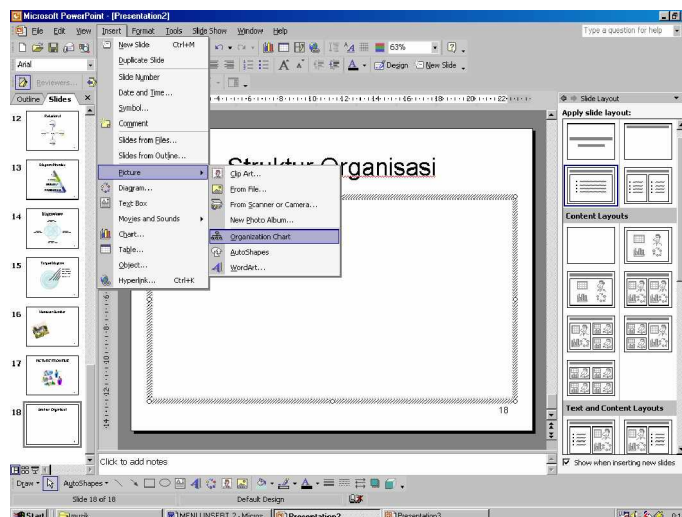 Microsoft PowerPoint - [Presentation2]
File Edit View Insert Format Tools Slide Show Window Help
Type a question for help
63%
Arial
Design New Slide
Reviewers...
Outline Slides
New Slide Ctrl+M
Duplicate Slide
Slide Number
Date and Time...
Symbol...
Comment
Slides from Files...
Slides from Outline...
Picture
Diagram...
Text Box
Movies and Sounds
Chart...
Table...
Object...
Hyperlink... Ctrl+K
Clip Art...
From File...
From Scanner or Camera...
New Photo Album...
Organization Chart
AutoShapes
WordArt...
Struktur Organisasi
18
12
13
14
15
16
17
18
Slide Layout
Apply slide layout:
Content Layouts
Text and Content Layouts
Show when inserting new slides
Click to add notes
Draw AutoShapes
Slide 18 of 18
Default Design
Start
MENU INSERT 2 - Micros...
Presentation2
Presentation3